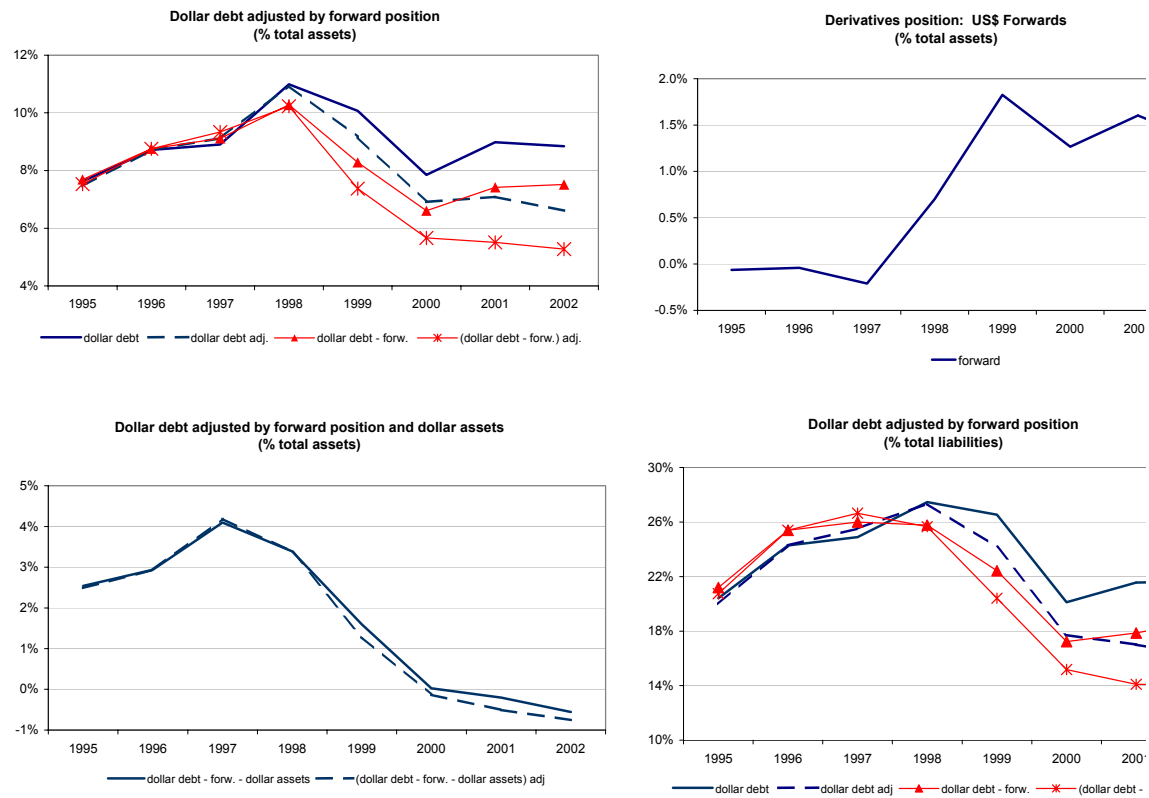 Dollar debt adjusted by forward position
(% total assets)
12%
10%
8%
6%
4%
1995 1996 1997 1998 1999 2000 2001 2002
dollar debt dollar debt adj. dollar debt - forw. (dollar debt - forw.) adj.
Derivatives position: US$ Forwards
(% total assets)
2.0%
1.5%
1.0%
0.5%
0.0%
-0.5%
1995 1996 1997 1998 1999 2000 200
forward
Dollar debt adjusted by forward position and dollar assets
(% total assets)
5%
4%
3%
2%
1%
0%
-1%
1995 1996 1997 1998 1999 2000 2001 2002
dollar debt - forw. - dollar assets (dollar debt - forw. - dollar assets) adj
Dollar debt adjusted by forward position
(% total liabilities)
30%
26%
22%
18%
14%
10%
1995 1996 1997 1998 1999 2000 200
dollar debt dollar debt adj dollar debt - forw. (dollar debt -